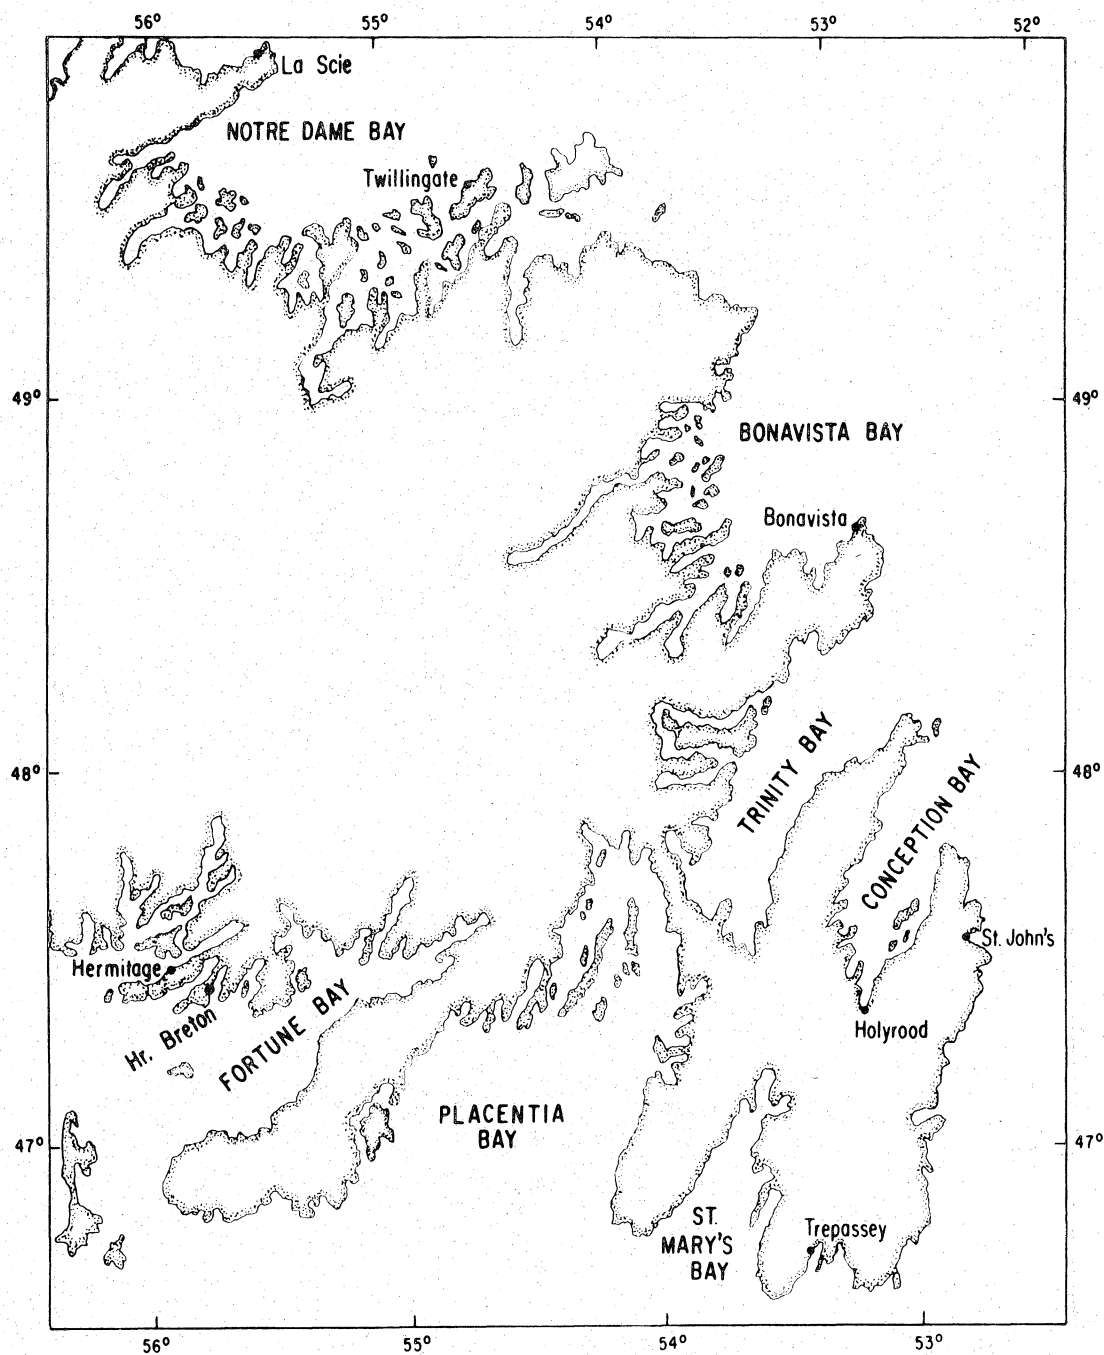 56° 55° 54° 53° 52°
La Scie
NOTRE DAME BAY
Twillingate
49° 49°
BONAVISTA BAY
Bonavista
TRINITY BAY
48° 48°
CONCEPTION BAY
St. John's
Hermitage
Hr. Breton
FORTUNE BAY
Holyrood
PLACENTIA
BAY
47° 47°
ST.
MARY'S
BAY
Trepassey
56° 55° 54° 53°